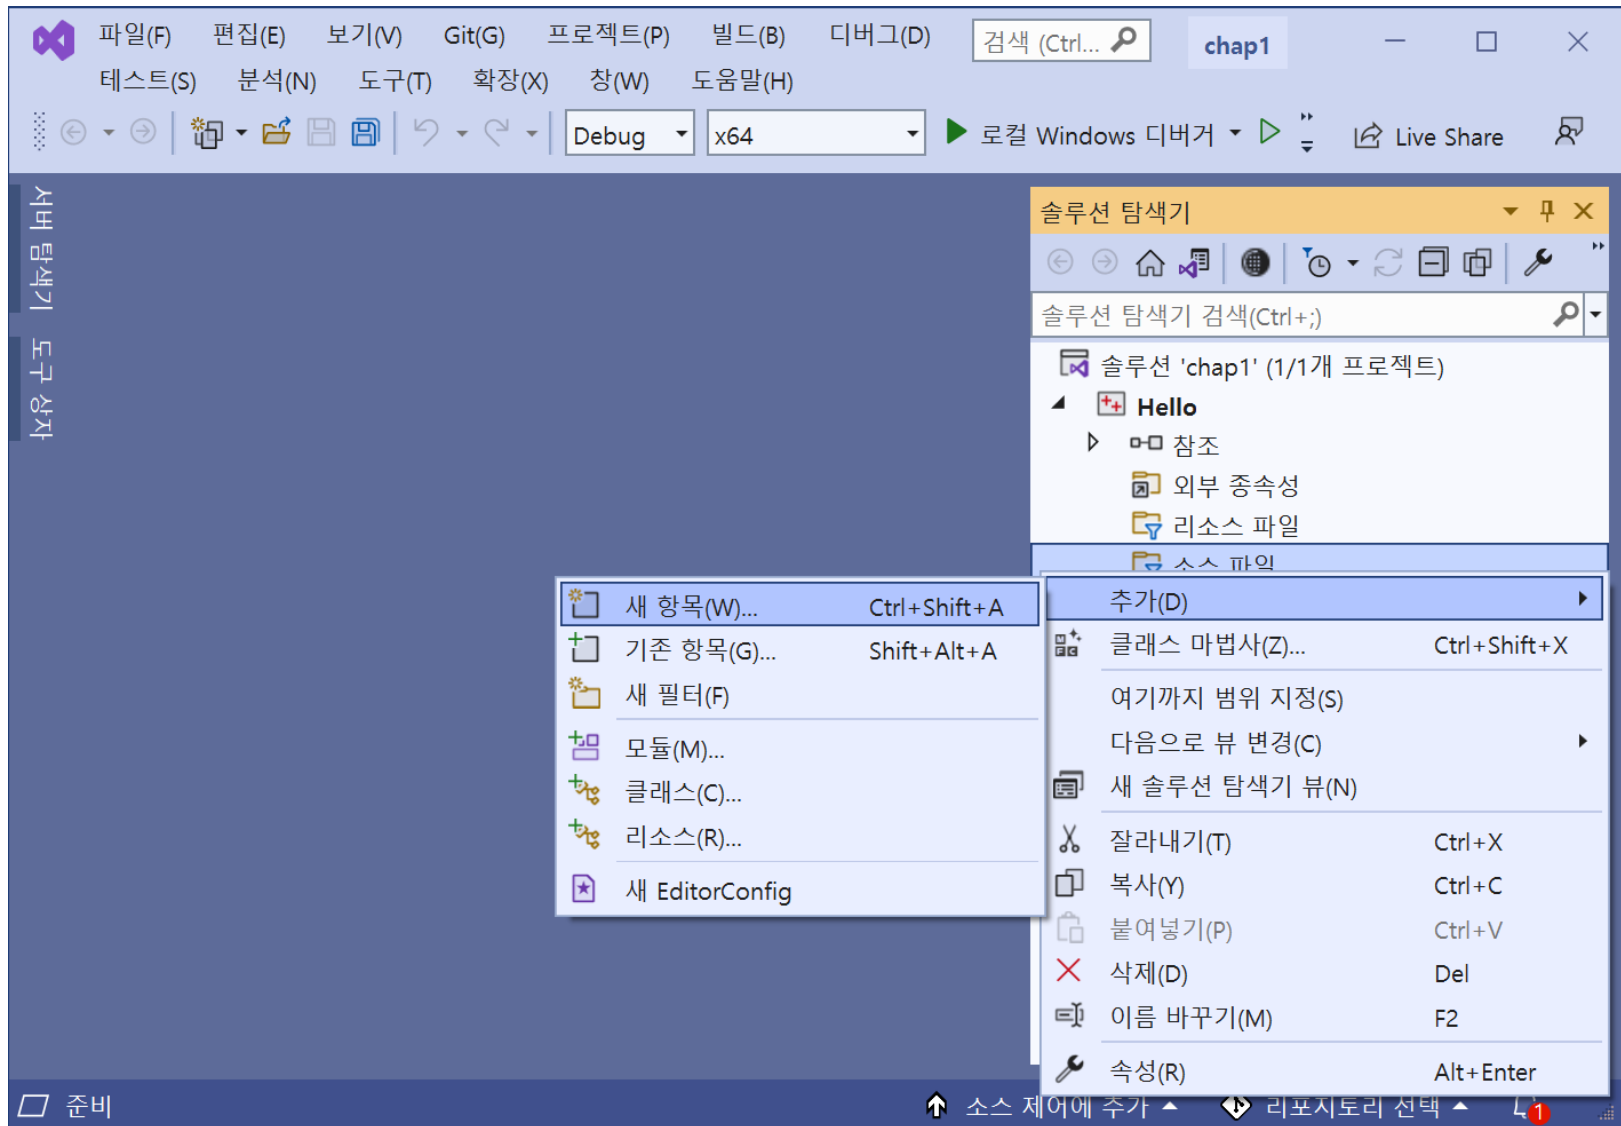 파일(F) 편집(E) 보기(V) Git(G) 프로젝트(P) 빌드(B) 디버그(D) 검색 (Ctrl... chap1
테스트(S) 분석(N) 도구(T) 확장(X) 창(W) 도움말(H)
Debug x64 로컬 Windows 디버거 Live Share
서버 탐색기
도구 상자
솔루션 탐색기
솔루션 탐색기 검색(Ctrl+;)
솔루션 'chap1' (1/1개 프로젝트)
Hello
참조
외부 종속성
리소스 파일
소스 파일
새 항목(W)... Ctrl+Shift+A
기존 항목(G)... Shift+Alt+A
새 필터(F)
모듈(M)...
클래스(C)...
리소스(R)...
새 EditorConfig
추가(D)
클래스 마법사(Z)... Ctrl+Shift+X
여기까지 범위 지정(S)
다음으로 뷰 변경(C)
새 솔루션 탐색기 뷰(N)
잘라내기(T) Ctrl+X
복사(Y) Ctrl+C
붙여넣기(P) Ctrl+V
삭제(D) Del
이름 바꾸기(M) F2
속성(R) Alt+Enter
준비 소스 제어에 추가 리포지토리 선택 1